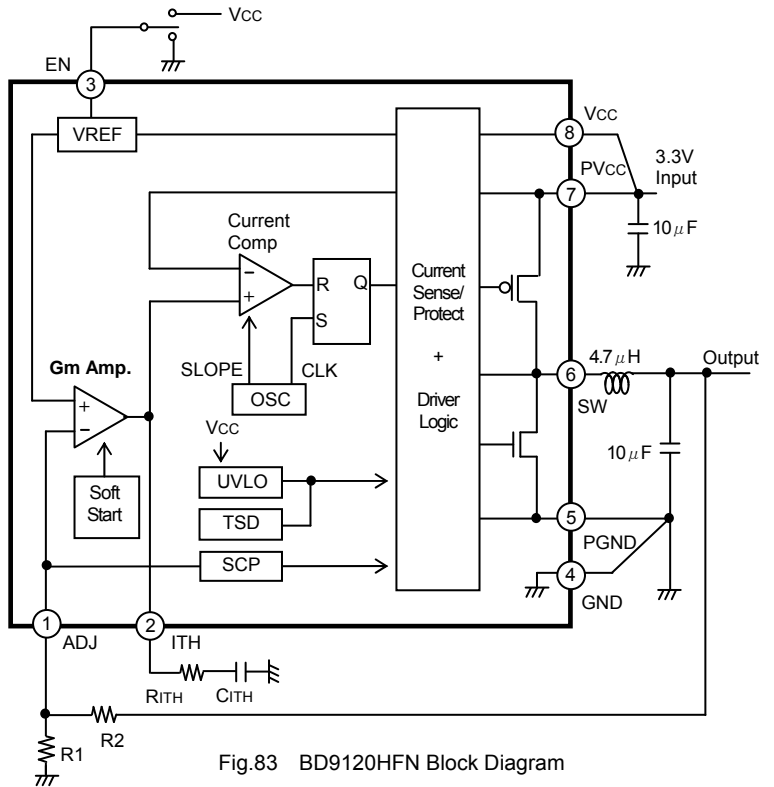 VCC
EN
3
VCC
VREF
8
PVCC
3.3V
Input
7
10μF
Current
Comp
−
+
R
Q
S
Current
Sense/
Protect
+
Driver
Logic
SLOPE
CLK
OSC
4.7μH
Output
6
SW
Gm Amp.
+
−
10μF
VCC
UVLO
Soft
Start
TSD
5
PGND
SCP
4
GND
1
ADJ
2
ITH
RITH
CITH
R2
R1
Fig.83 BD9120HFN Block Diagram